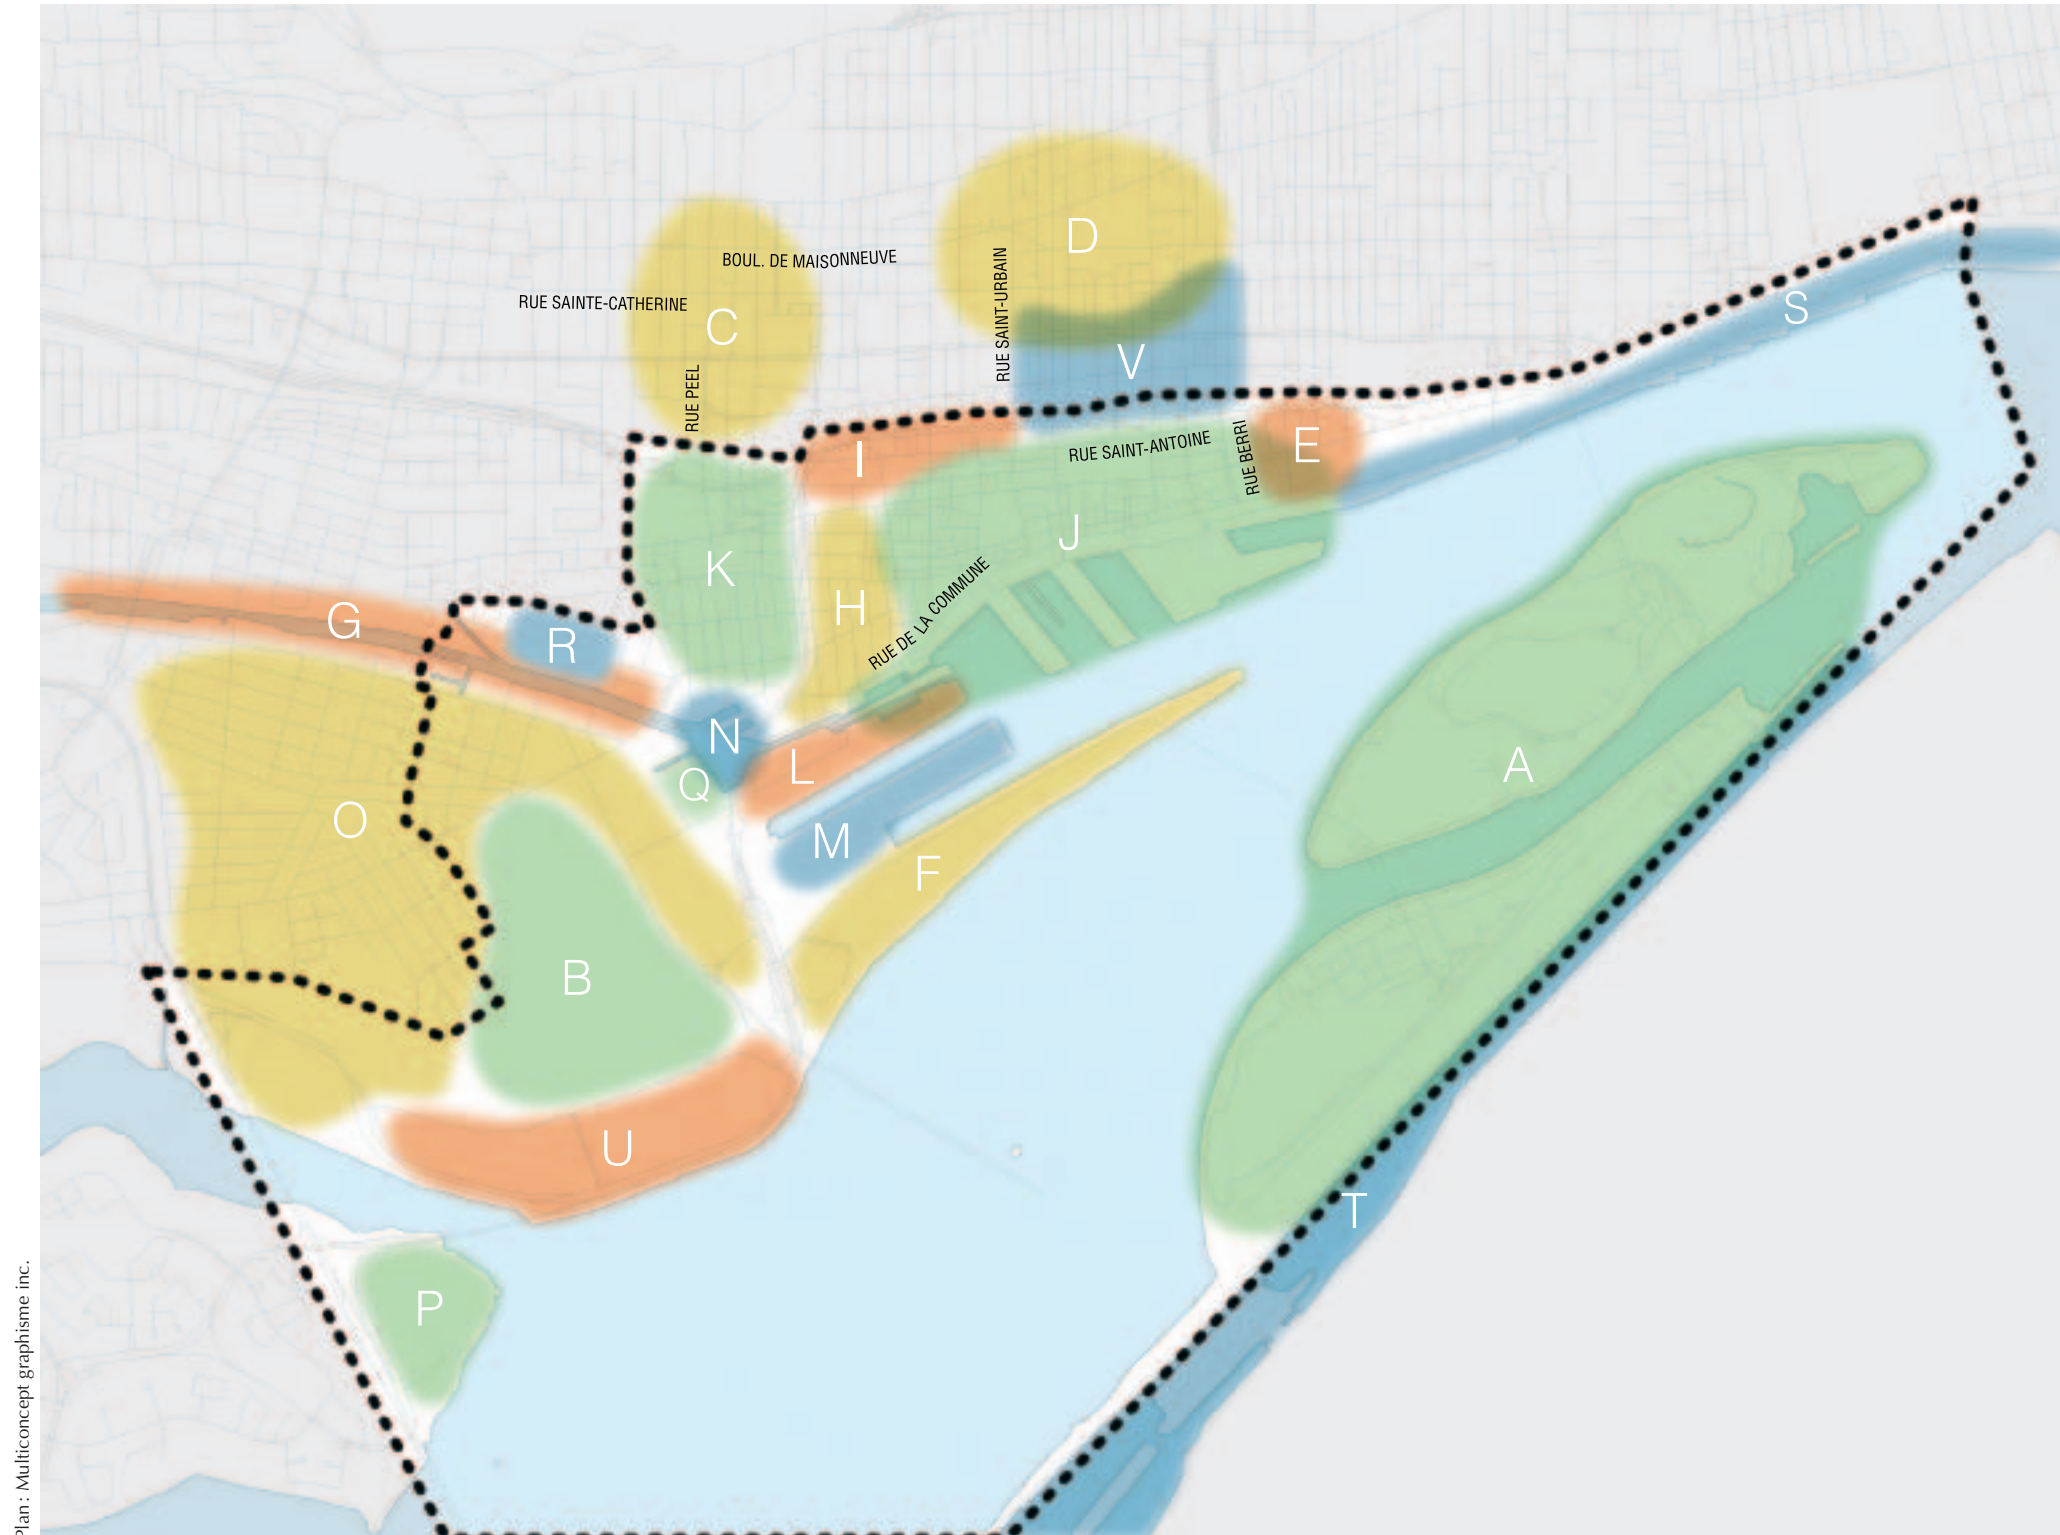 D
BOUL. DE MAISONNEUVE
RUE SAINTE-CATHERINE
RUE SAINT-URBAIN
C
S
V
RUE PEEL
I
RUE SAINT-ANTOINE
RUE BERRI
E
J
K
H
RUE DE LA COMMUNE
G
R
N
L
Q
A
O
M
F
B
U
T
P
Plan: Multiconcept graphisme inc.